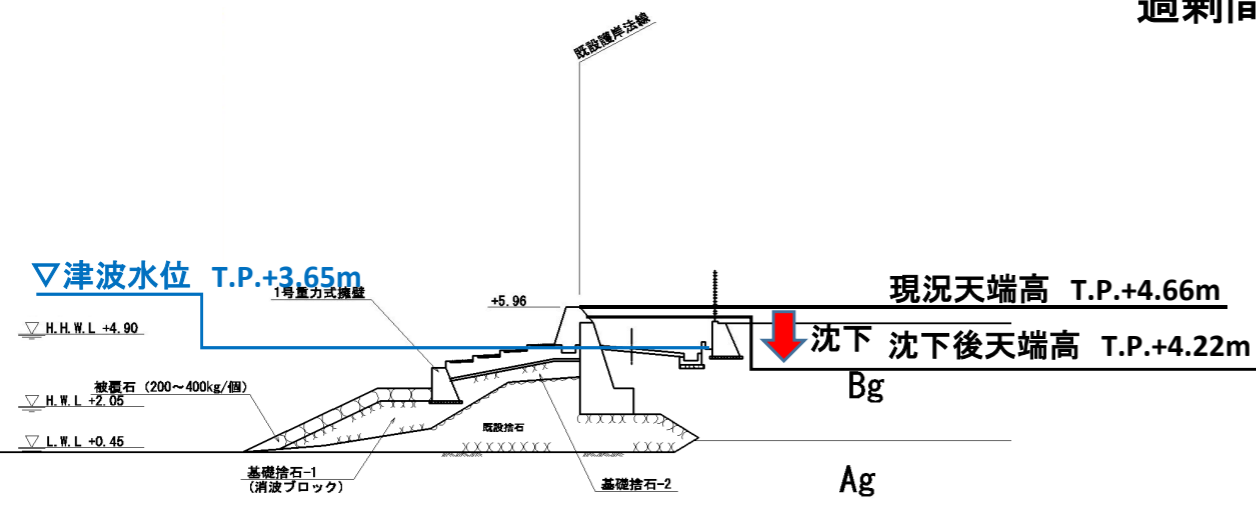 過剰間
既設護岸法線
▽津波水位 T.P.+3.65m
1号重力式擁壁
+5.96
現況天端高 T.P.+4.66m
▽ H.H.W.L +4.90
沈下
沈下後天端高 T.P.+4.22m
Bg
被覆石 (200～400kg/個)
▽ H.W.L +2.05
既設捨石
▽ L.W.L +0.45
基礎捨石-1
(消波ブロック)
基礎捨石-2
Ag